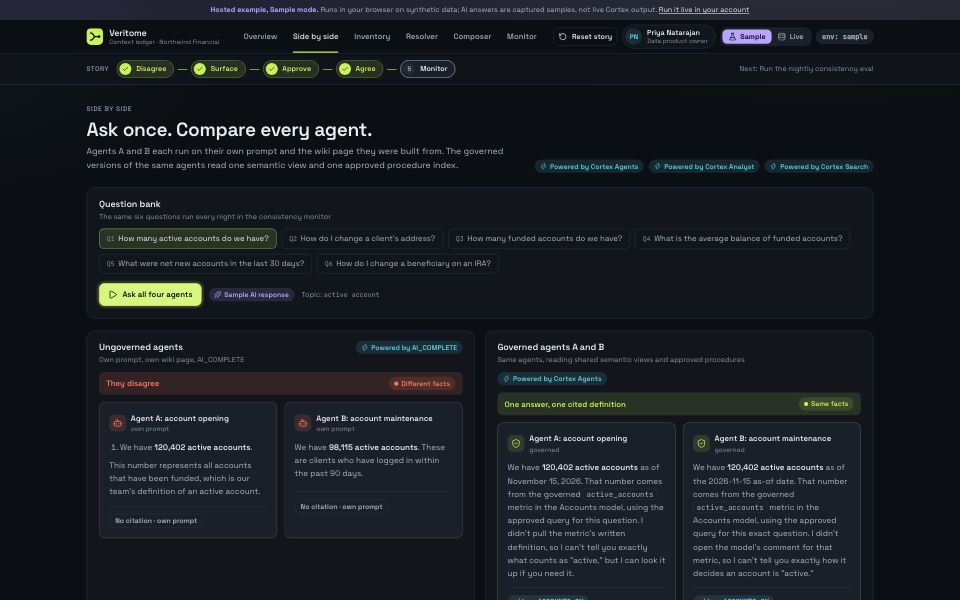 Hosted example, Sample mode. Runs in your browser on synthetic data; AI answers are captured samples, not live Cortex output. Run it live in your account
Veritome
Context ledger · Northwind Financial
Overview Side by side Inventory Resolver Composer Monitor
Reset story
PN Priya Natarajan
Data product owner
Sample Live
env: sample
STORY Disagree Surface Approve Agree 5 Monitor
Next: Run the nightly consistency eval
SIDE BY SIDE
Ask once. Compare every agent.
Agents A and B each run on their own prompt and the wiki page they were built from. The governed
versions of the same agents read one semantic view and one approved procedure index.
Powered by Cortex Agents Powered by Cortex Analyst Powered by Cortex Search
Question bank
The same six questions run every night in the consistency monitor
Q1 How many active accounts do we have? Q2 How do I change a client's address? Q3 How many funded accounts do we have? Q4 What is the average balance of funded accounts?
Q5 What were net new accounts in the last 30 days? Q6 How do I change a beneficiary on an IRA?
Ask all four agents Sample AI response Topic: active account
Ungoverned agents
Own prompt, own wiki page, AI_COMPLETE
Powered by AI_COMPLETE
They disagree Different facts
Agent A: account opening
own prompt
1. We have 120,402 active accounts.
This number represents all accounts
that have been funded, which is our
team's definition of an active account.
No citation · own prompt
Agent B: account maintenance
own prompt
We have 98,115 active accounts. These
are clients who have logged in within
the past 90 days.
No citation · own prompt
Governed agents A and B
Same agents, reading shared semantic views and approved procedures
Powered by Cortex Agents
One answer, one cited definition Same facts
Agent A: account opening
governed
We have 120,402 active accounts as of
November 15, 2026. That number comes
from the governed active_accounts
metric in the Accounts model, using the
approved query for this question. I
didn't pull the metric's written
definition, so I can't tell you exactly
what counts as "active," but I can look it
up if you need it.
Agent B: account maintenance
governed
We have 120,402 active accounts as of
the 2026-11-15 as-of date. That number
comes from the governed
active_accounts metric in the
Accounts model, using the approved
query for this exact question. I didn't
open the model's comment for that
metric, so I can't tell you exactly how it
decides an account is "active."